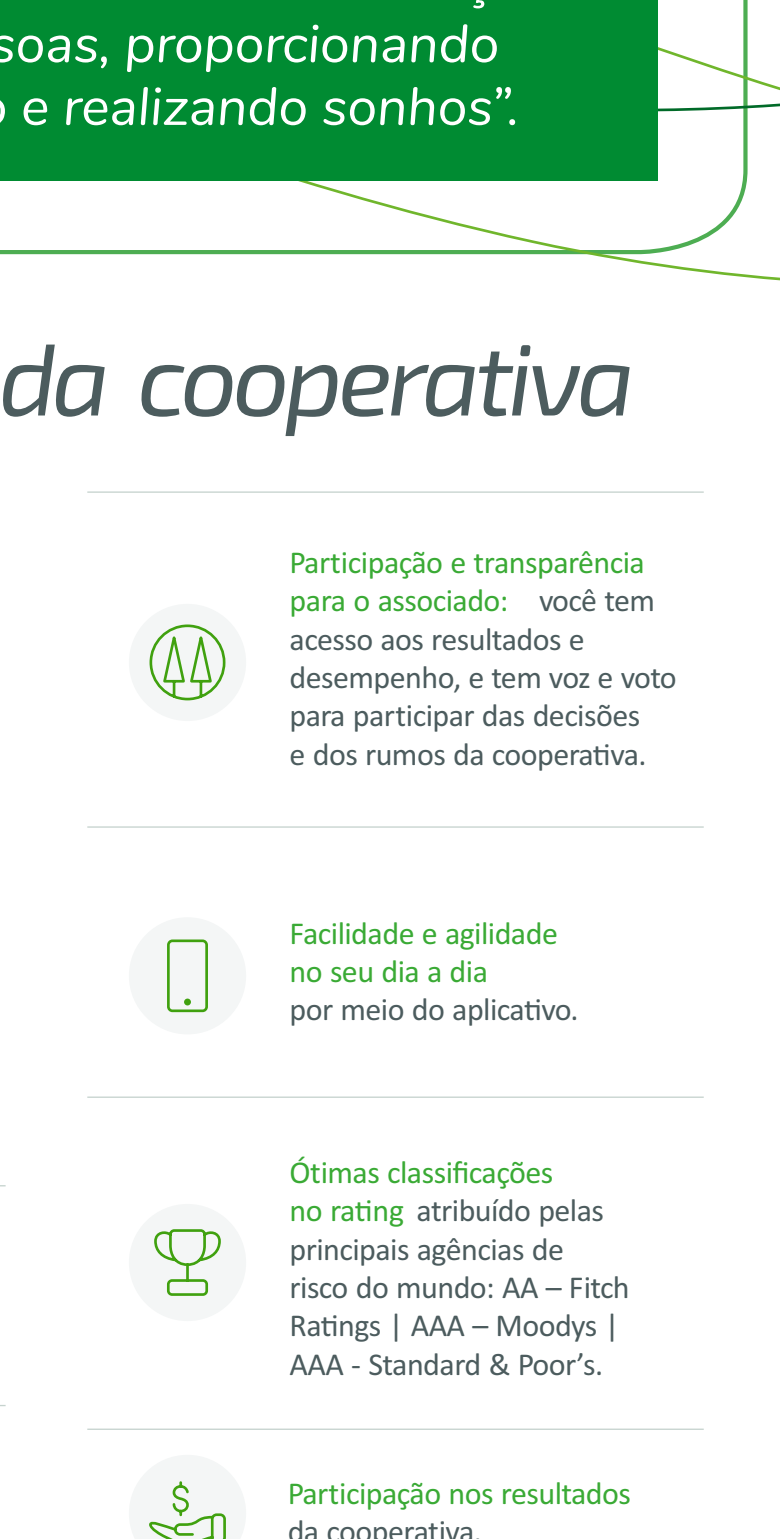 soas, proporcionando
o e realizando sonhos”.
da cooperativa
Participação e transparência
para o associado: você tem
acesso aos resultados e
desempenho, e tem voz e voto
para participar das decisões
e dos rumos da cooperativa.
Facilidade e agilidade
no seu dia a dia
por meio do aplicativo.
Ótimas classificações
no rating atribuído pelas
principais agências de
risco do mundo: AA – Fitch
Ratings | AAA – Moodys |
AAA - Standard & Poor’s.
$
Participação nos resultados
da cooperativa.